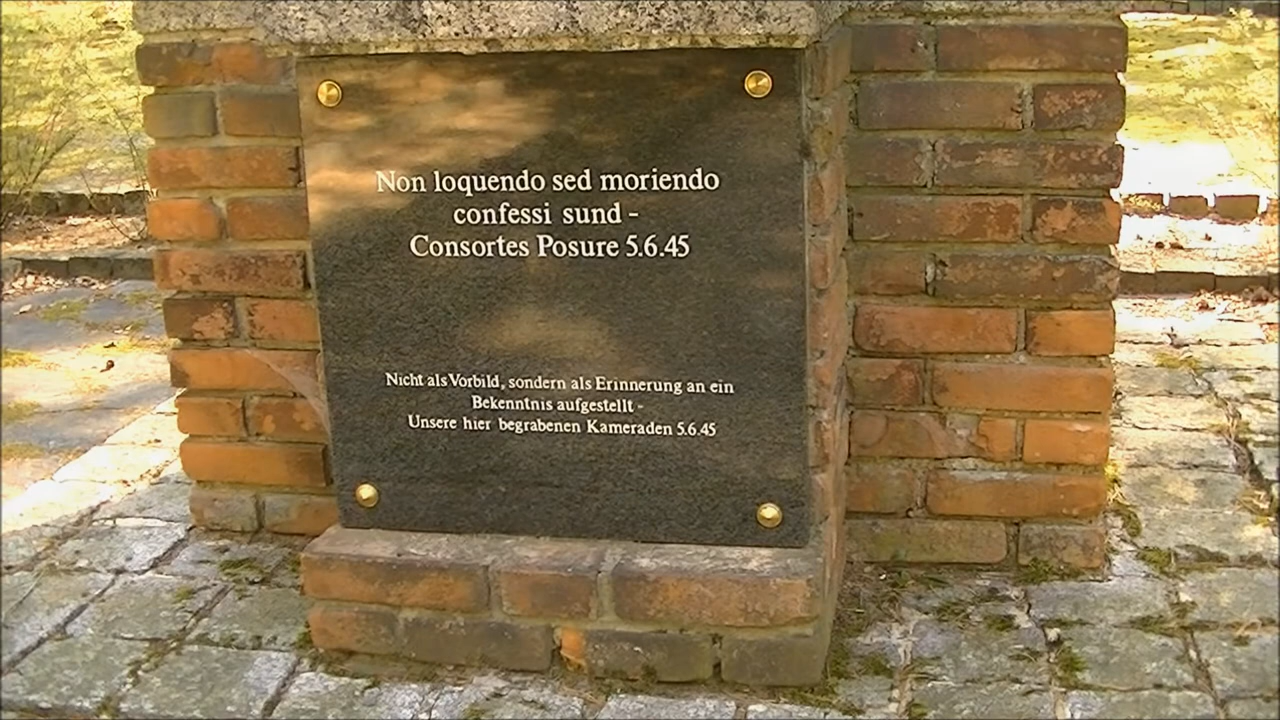 Non loquendo sed moriendo
confessi sund -
Consortes Posure 5.6.45
Nicht als Vorbild, sondern als Erinnerung an ein
Bekenntnis aufgestellt -
Unsere hier begrabenen Kameraden 5.6.45